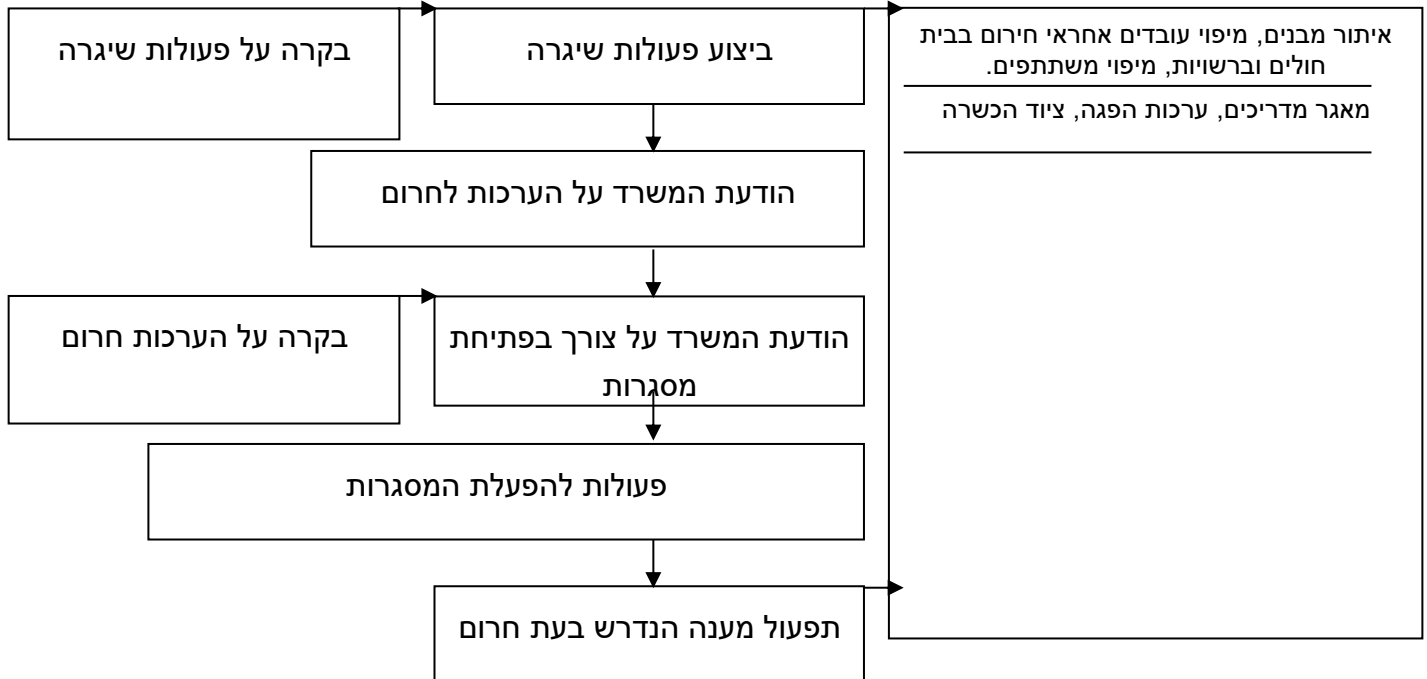 איתור מבנים, מיפוי עובדים אחראי חירום בבית
חולים וברשויות, מיפוי משתתפים.
מאגר מדריכים, ערכות הפגה, ציוד הכשרה
ביצוע פעולות שיגרה
בקרה על פעולות שיגרה
הודעת המשרד על הערכות לחרום
הודעת המשרד על צורך בפתיחת
מסגרות
בקרה על הערכות חרום
פעולות להפעלת המסגרות
תפעול מענה הנדרש בעת חרום